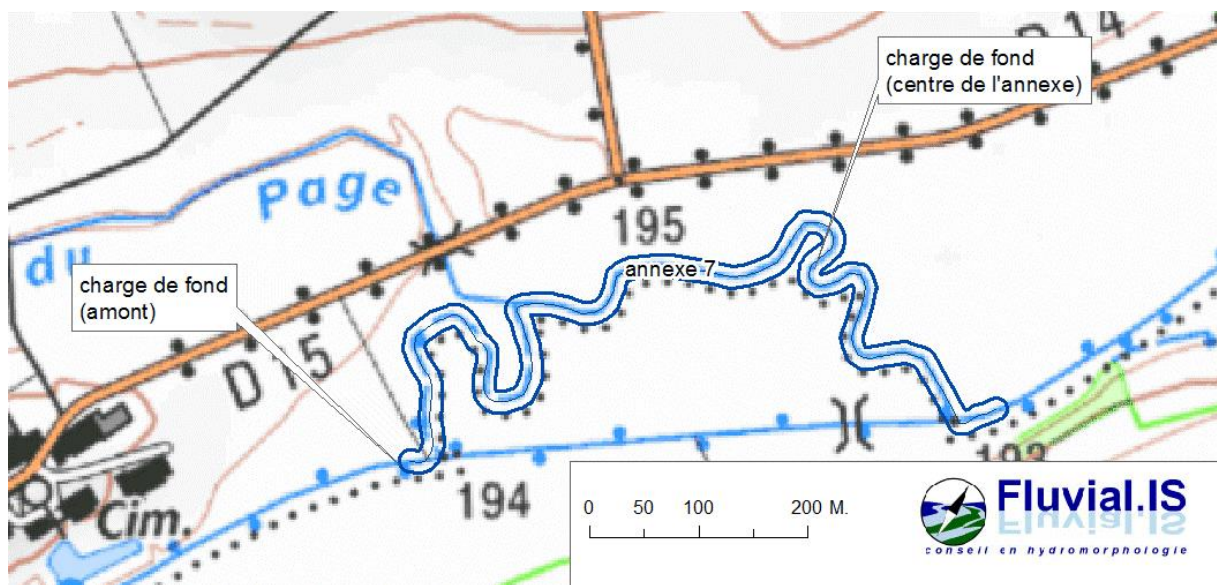 charge de fond
(centre de l'annexe)
Page
du
195
annexe 7
charge de fond
(amont)
D 15
194
Cim.
0 50 100 200 M.
Fluvial.IS
conseil en hydromorphologie